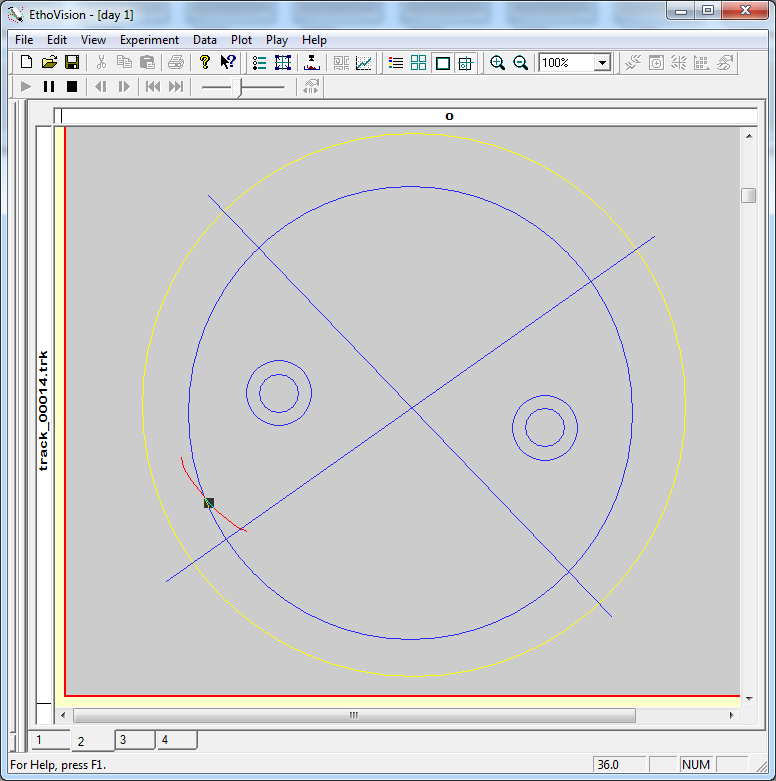 EthoVision - [day 1]
File Edit View Experiment Data Plot Play Help
100%
o
track_00014.trk
1 2 3 4
For Help, press F1. 36.0 NUM